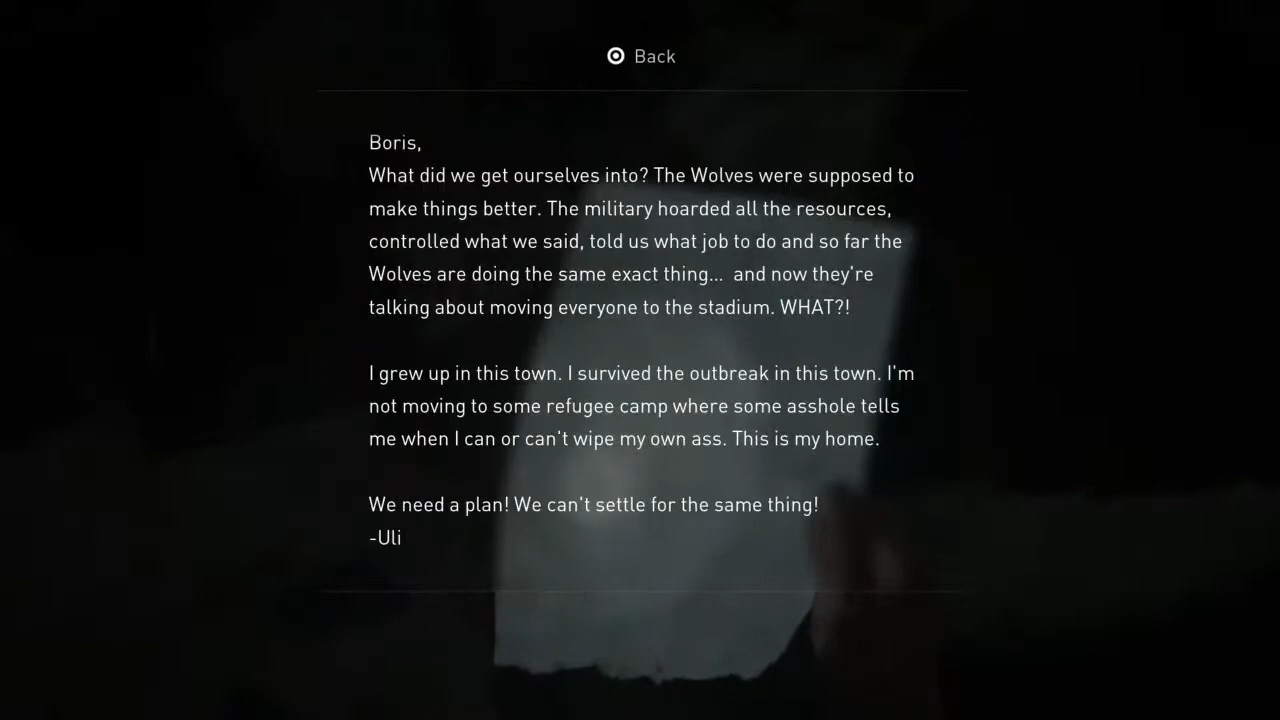 Back
Boris,
What did we get ourselves into? The Wolves were supposed to
make things better. The military hoarded all the resources,
controlled what we said, told us what job to do and so far the
Wolves are doing the same exact thing...  and now they're
talking about moving everyone to the stadium. WHAT?!
I grew up in this town. I survived the outbreak in this town. I'm
not moving to some refugee camp where some asshole tells
me when I can or can't wipe my own ass. This is my home.
We need a plan! We can't settle for the same thing!
-Uli